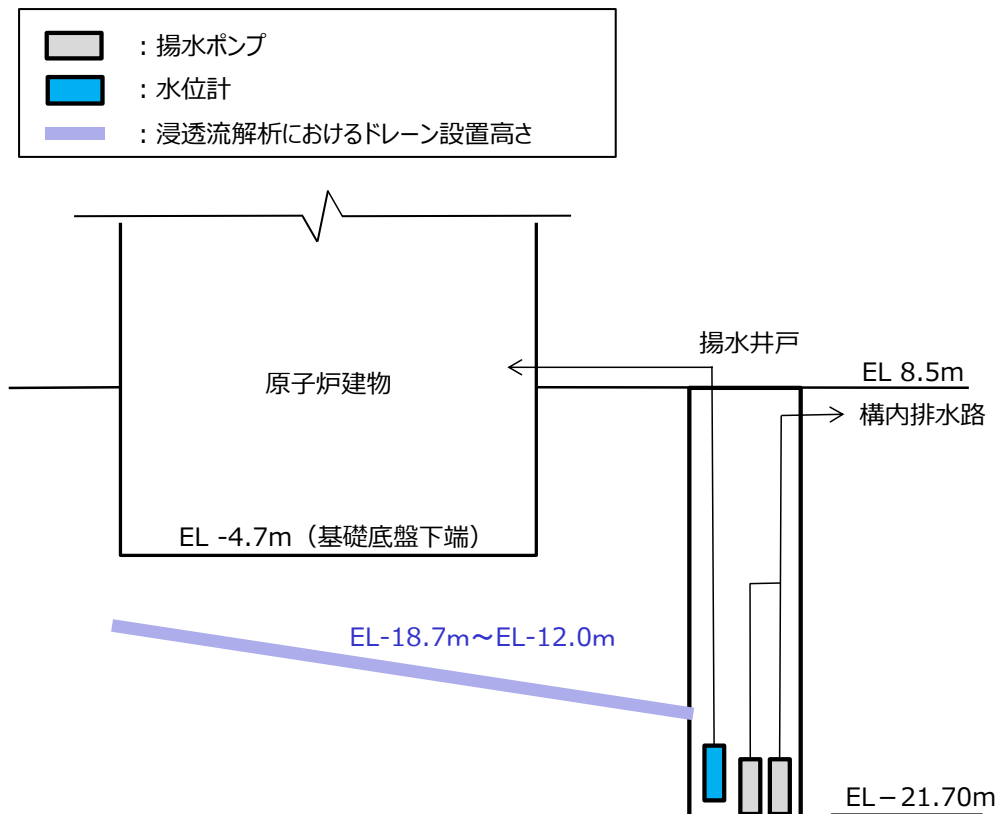 ：揚水ポンプ
：水位計
：浸透流解析におけるドレーン設置高さ
揚水井戸
原子炉建物
EL 8.5m
構内排水路
EL -4.7m（基礎底盤下端）
EL-18.7m～EL-12.0m
EL－21.70m